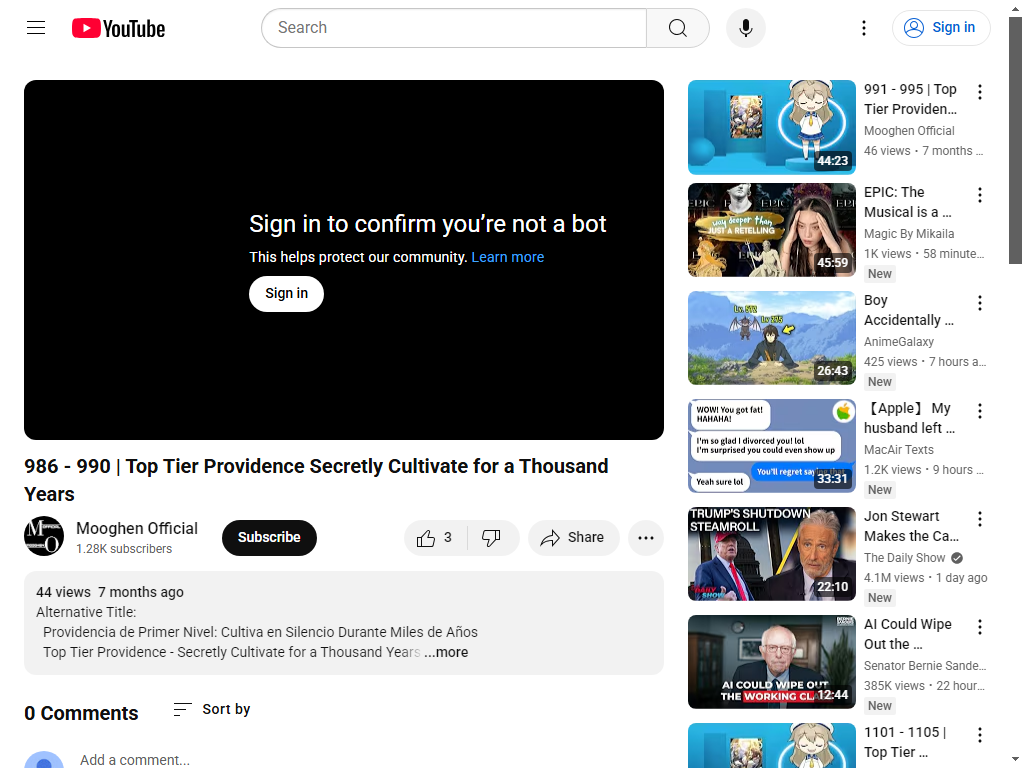 YouTube
Search
Sign in
Sign in to confirm you’re not a bot
This helps protect our community. Learn more
Sign in
986 - 990 | Top Tier Providence Secretly Cultivate for a Thousand
Years
Mooghen Official
1.28K subscribers
Subscribe
3
Share
44 views 7 months ago
Alternative Title:
Providencia de Primer Nivel: Cultiva en Silencio Durante Miles de Años
Top Tier Providence - Secretly Cultivate for a Thousand Years ...more
0 Comments
Sort by
Add a comment...
44:23
991 - 995 | Top
Tier Providen...
Mooghen Official
46 views • 7 months ...
EPIC
way deeper than
JUST A RETELLING
45:59
EPIC: The
Musical is a ...
Magic By Mikaila
1K views • 58 minute...
New
Lv. 572
Lv 775
26:43
Boy
Accidentally ...
AnimeGalaxy
425 views • 7 hours a...
New
WOW! You got fat!
HAHAHA!
I'm so glad I divorced you! lol
I'm surprised you could even show up
You'll regret
Yeah sure lol
33:31
【Apple】 My
husband left ...
MacAir Texts
1.2K views • 9 hours ...
New
TRUMP'S SHUTDOWN
STEAMROLL
DAILY SHOW
22:10
Jon Stewart
Makes the Ca...
The Daily Show
4.1M views • 1 day ago
New
AI COULD WIPE OUT
THE WORKING
12:44
AI Could Wipe
Out the ...
Senator Bernie Sande...
385K views • 22 hour...
New
1101 - 1105 |
Top Tier ...